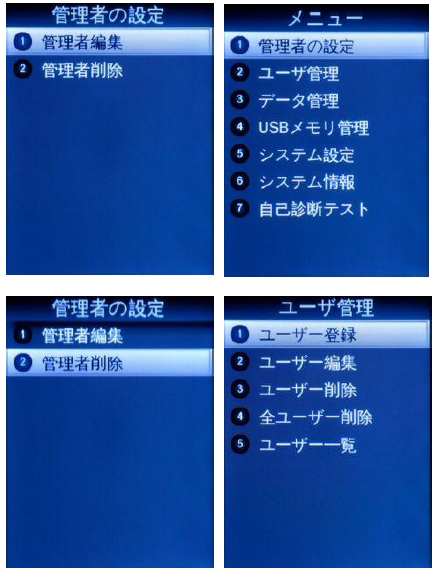 管理者の設定
1 管理者編集
2 管理者削除
メニュー
1 管理者の設定
2 ユーザ管理
3 データ管理
4 USBメモリ管理
5 システム設定
6 システム情報
7 自己診断テスト
管理者の設定
1 管理者編集
2 管理者削除
ユーザ管理
1 ユーザー登録
2 ユーザー編集
3 ユーザー削除
4 全ユーザー削除
5 ユーザー一覧